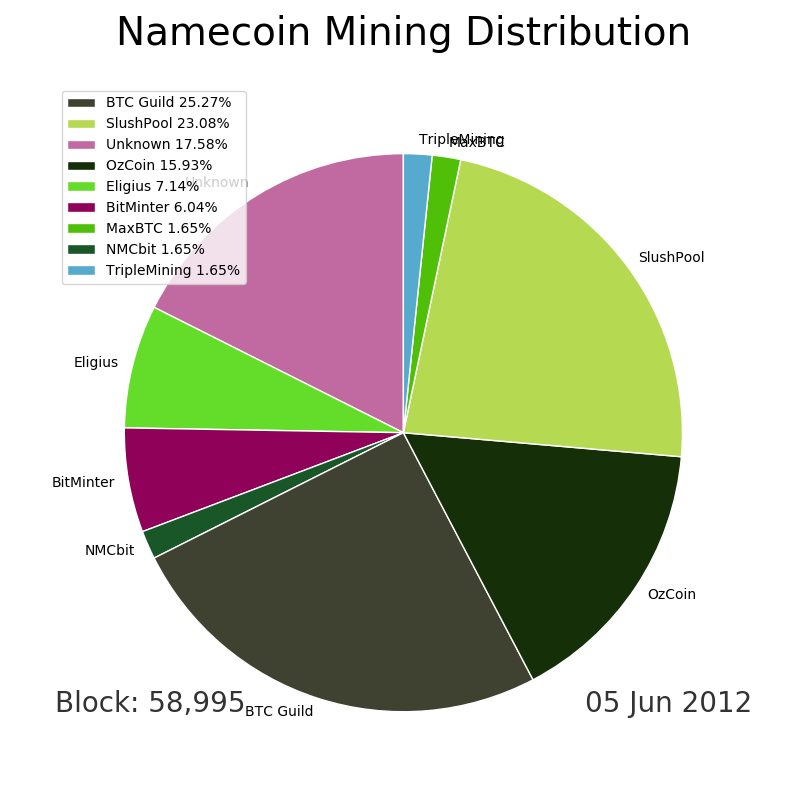 Namecoin Mining Distribution
BTC Guild 25.27%
SlushPool 23.08%
Unknown 17.58%
OzCoin 15.93%
Eligius 7.14%
BitMinter 6.04%
MaxBTC 1.65%
NMCbit 1.65%
TripleMining 1.65%
TripleMining
MaxBTC
Unknown
SlushPool
Eligius
BitMinter
NMCbit
OzCoin
BTC Guild
Block: 58,995
05 Jun 2012